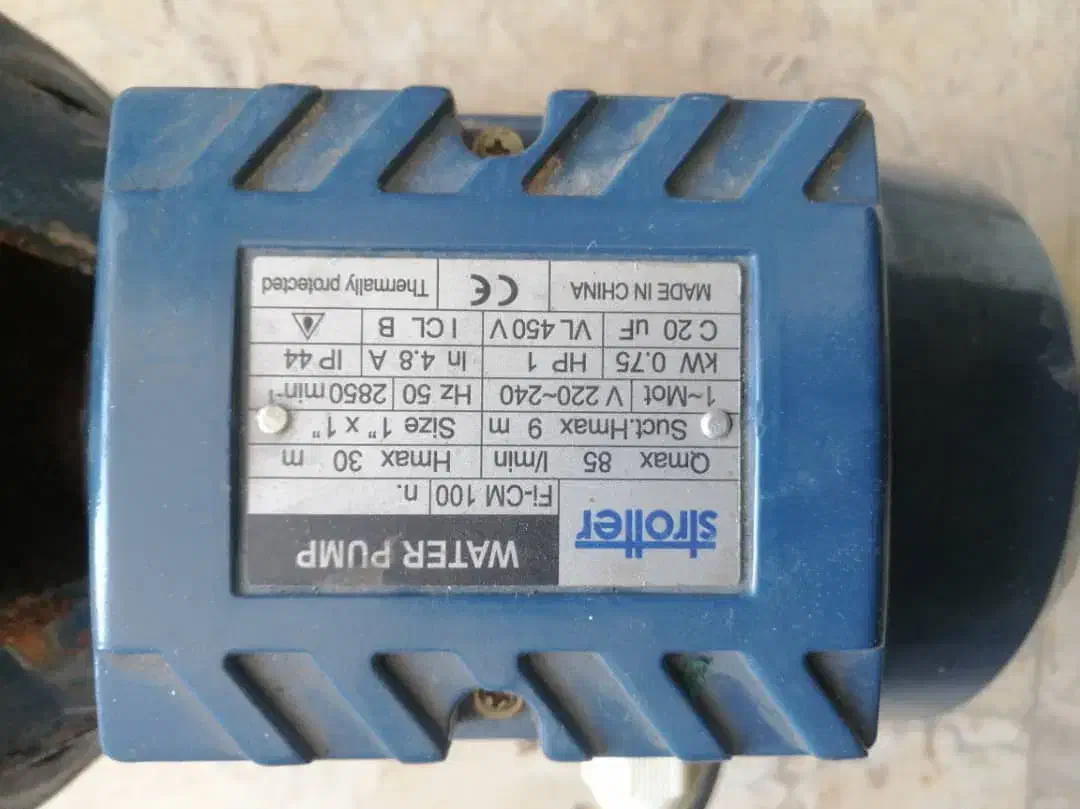 strotter
WATER PUMP
Fi-CM 100 n.
Qmax 85 l/min Hmax 30 m
Suct.Hmax 9 m Size 1" x 1"
1~Mot V 220~240 Hz 50 2850 min-¹
kW 0.75 HP 1 In 4.8 A IP 44
C 20 uF VL 450 V I CL B
MADE IN CHINA CE Thermally protected